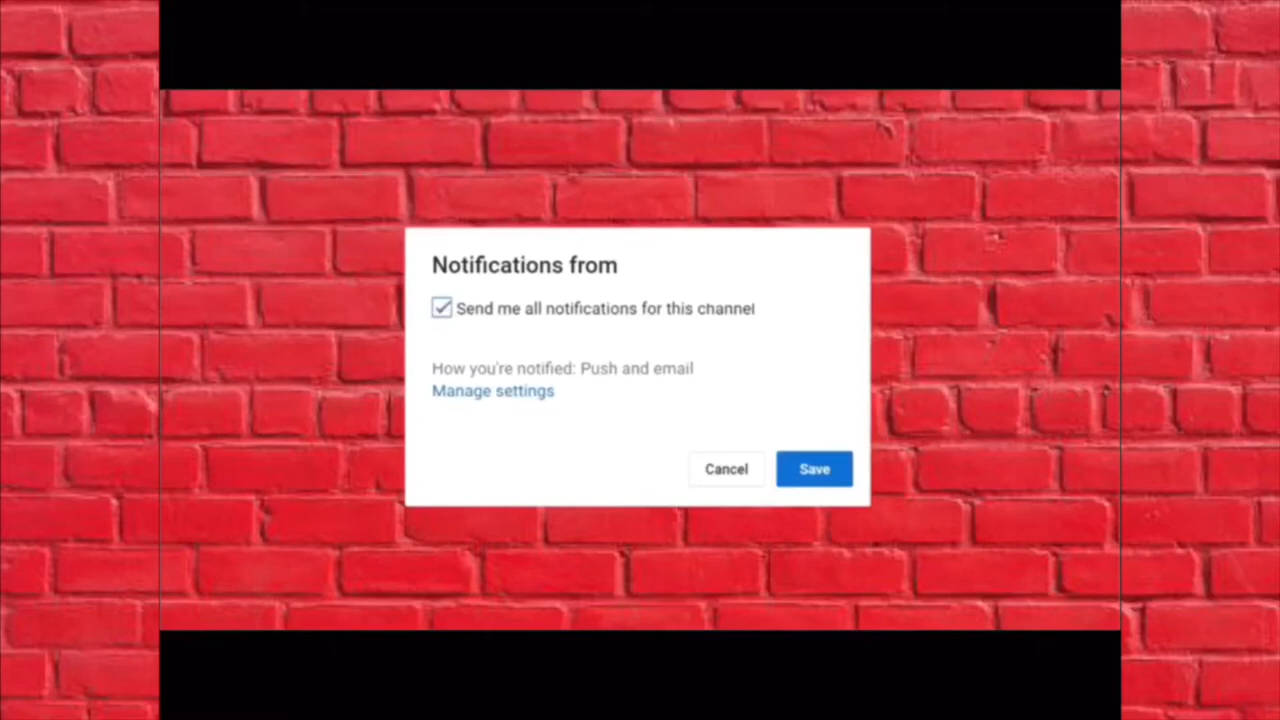 Notifications from
Send me all notifications for this channel
How you're notified: Push and email
Manage settings
Cancel
Save